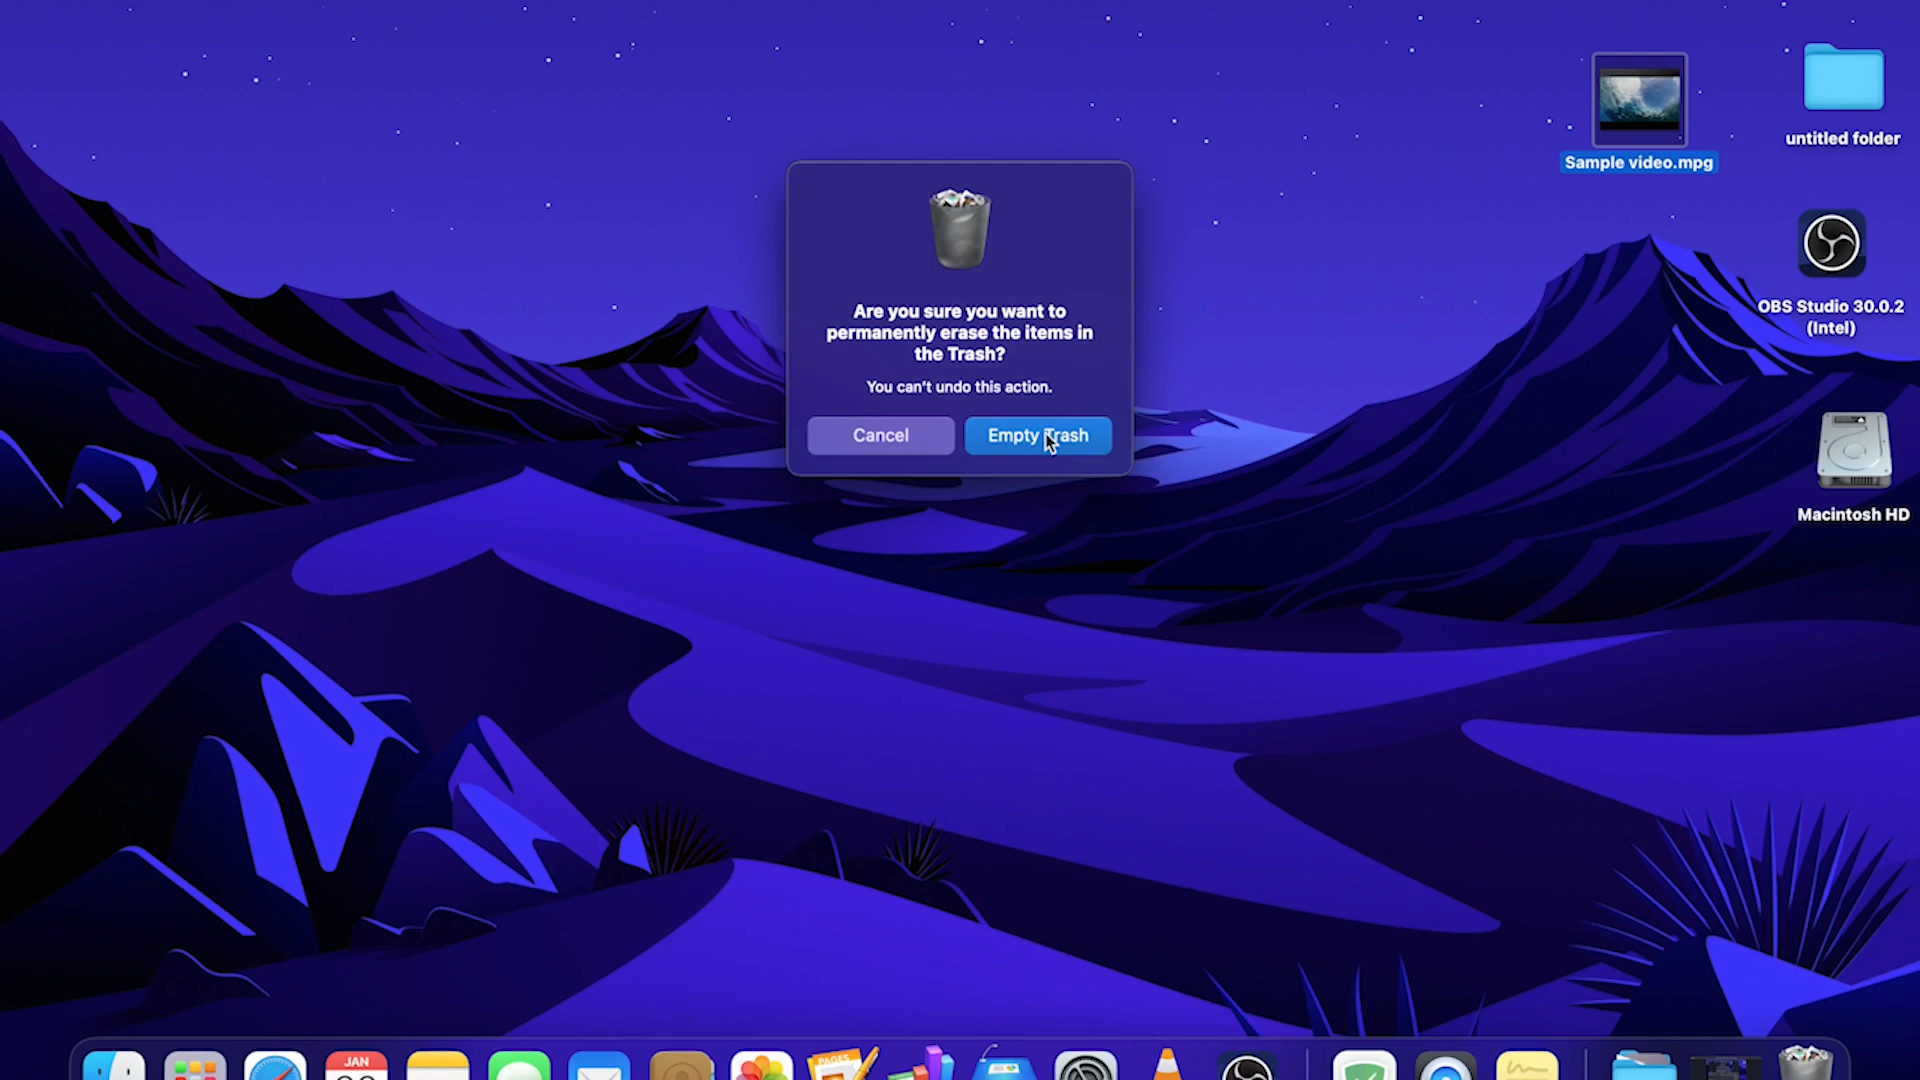 Sample video.mpg
untitled folder
OBS Studio 30.0.2
(Intel)
Macintosh HD
Are you sure you want to
permanently erase the items in
the Trash?
You can't undo this action.
Cancel
Empty Trash
JAN
PAGES